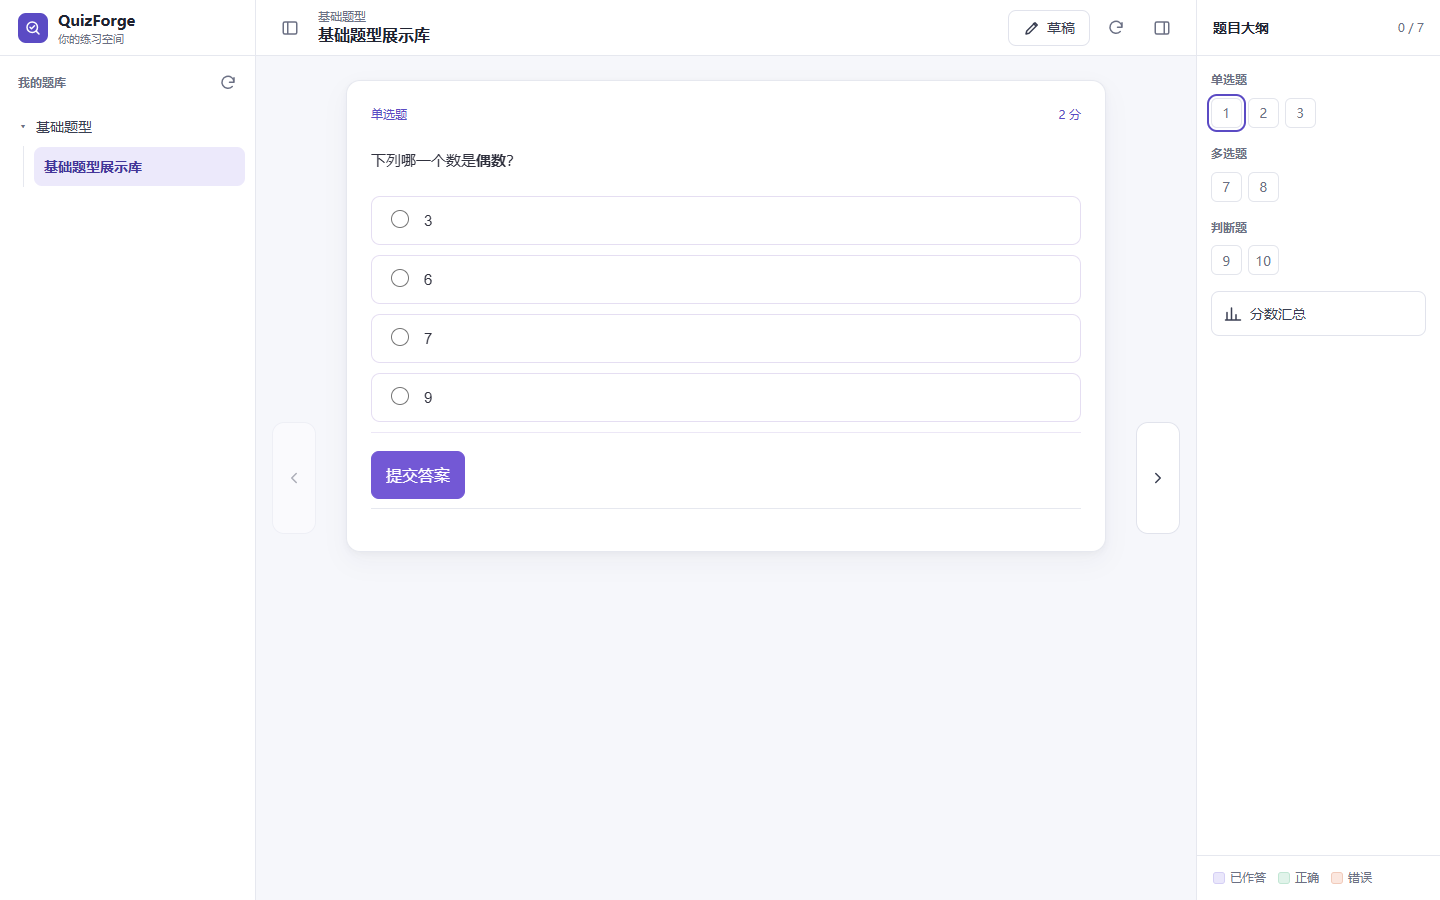 QuizForge
你的练习空间
我的题库
基础题型
基础题型展示库
基础题型
基础题型展示库
草稿
单选题
2 分
下列哪一个数是偶数?
3
6
7
9
提交答案
题目大纲
0 / 7
单选题
1 2 3
多选题
7 8
判断题
9 10
分数汇总
已作答 正确 错误